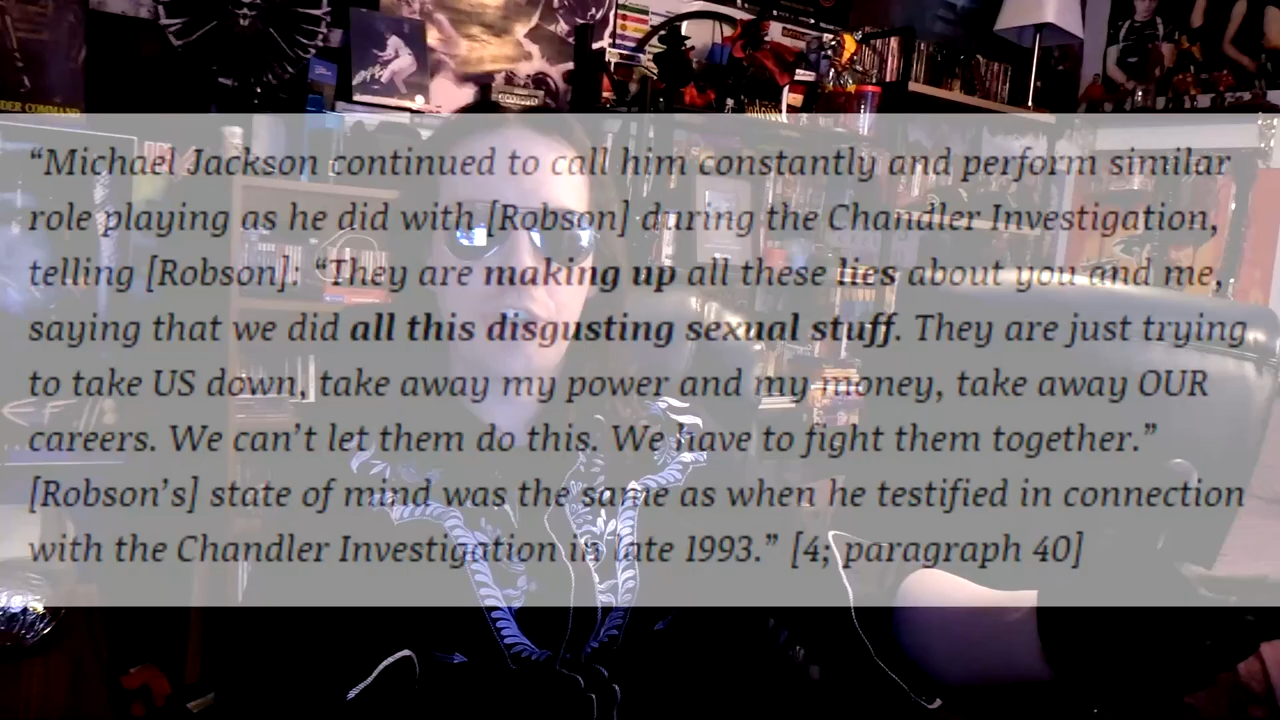 DER COMMAND
“Michael Jackson continued to call him constantly and perform similar
role playing as he did with [Robson] during the Chandler Investigation,
telling [Robson]: “They are making up all these lies about you and me,
saying that we did all this disgusting sexual stuff. They are just trying
to take US down, take away my power and my money, take away OUR
careers. We can’t let them do this. We have to fight them together.”
[Robson’s] state of mind was the same as when he testified in connection
with the Chandler Investigation in late 1993.” [4; paragraph 40]